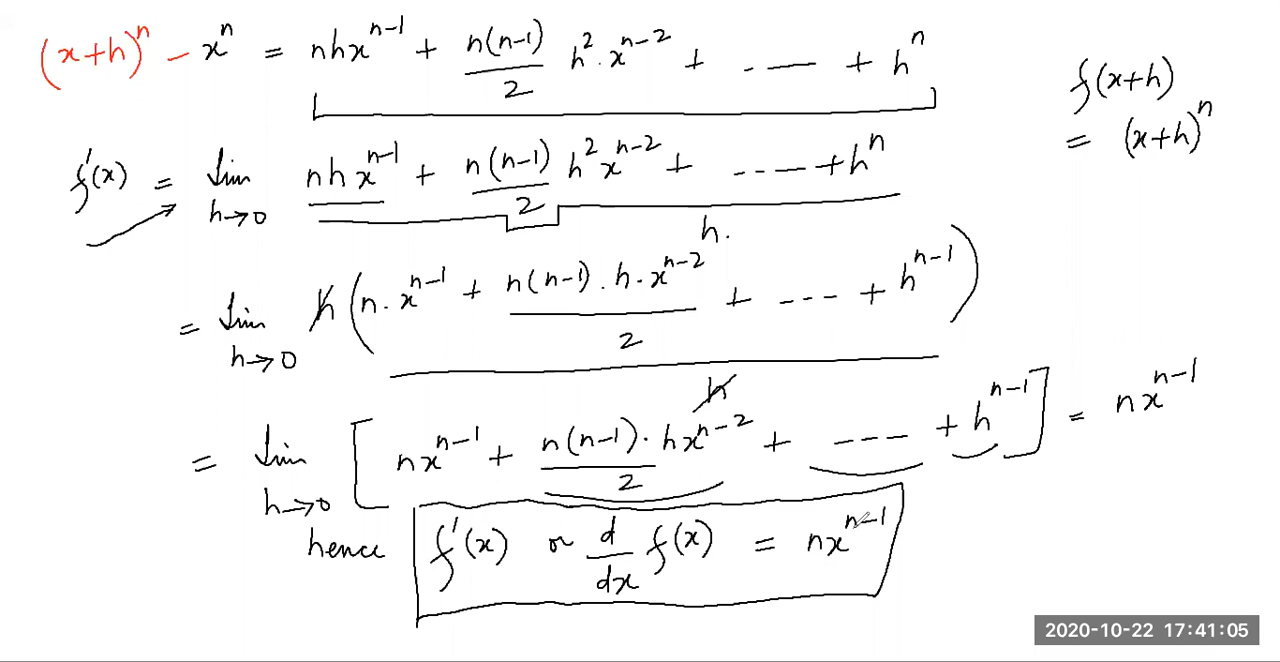 (x+h)^n - x^n = nhx^{n-1} + n(n-1)/2 h^2 . x^{n-2} + . — — + h^n
f(x+h)
= (x+h)^n
f'(x) = lim h→0 nhx^{n-1} + n(n-1)/2 h^2 x^{n-2} + - - — - + h^n / h.
= lim h→0 h(n.x^{n-1} + n(n-1).h.x^{n-2}/2 + - - - + h^{n-1}) / h
= lim h→0 [nx^{n-1} + n(n-1)/2 . hx^{n-2} + - - - + h^{n-1}] = nx^{n-1}
hence f'(x) or d/dx f(x) = nx^{n-1}
2020-10-22 17:41:05